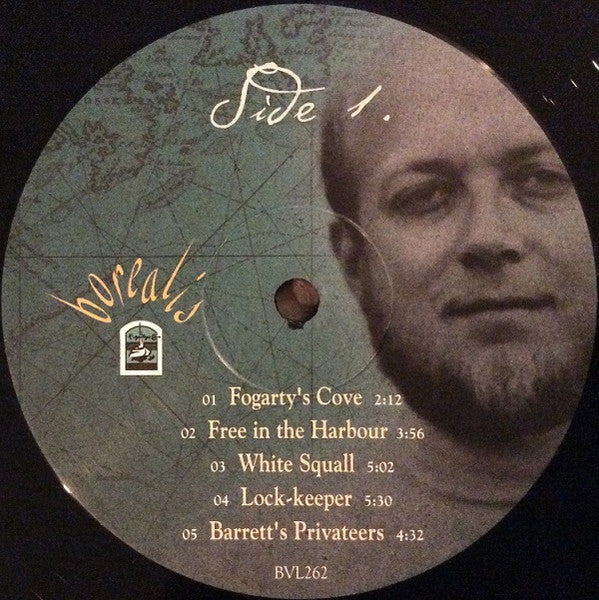 Side 1.
borealis
01 Fogarty's Cove 2:12
02 Free in the Harbour 3:56
03 White Squall 5:02
04 Lock-keeper 5:30
05 Barrett's Privateers 4:32
BVL262